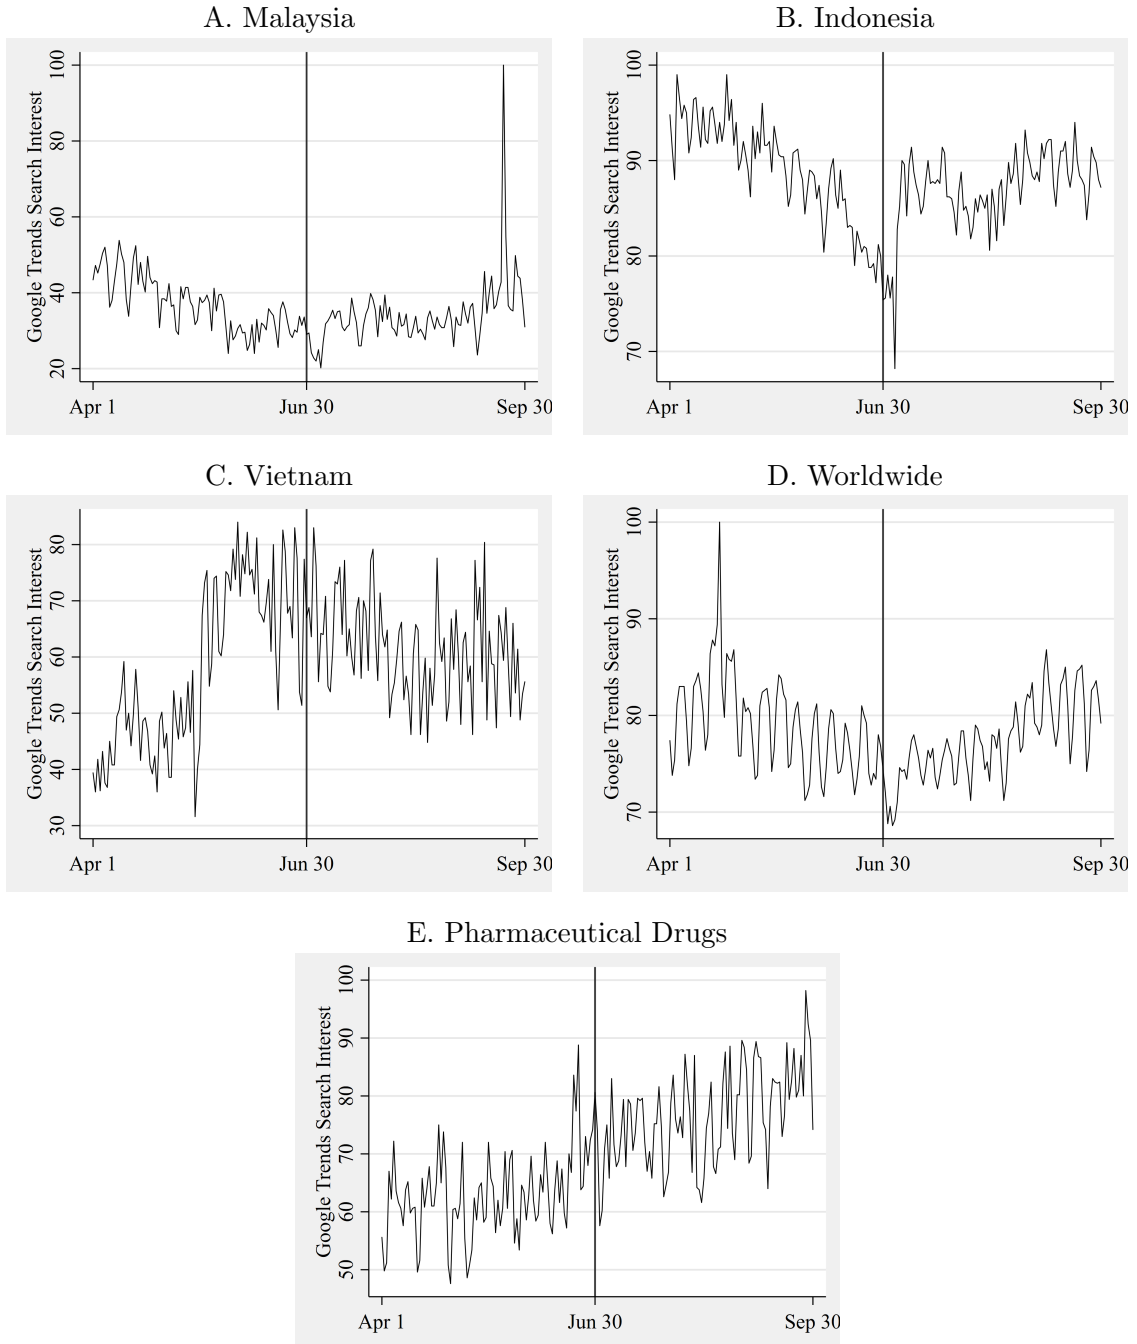 A. Malaysia
Google Trends Search Interest
100
80
60
40
20
Apr 1 Jun 30 Sep 30
B. Indonesia
Google Trends Search Interest
100
90
80
70
Apr 1 Jun 30 Sep 30
C. Vietnam
Google Trends Search Interest
80
70
60
50
40
30
Apr 1 Jun 30 Sep 30
D. Worldwide
Google Trends Search Interest
100
90
80
70
Apr 1 Jun 30 Sep 30
E. Pharmaceutical Drugs
Google Trends Search Interest
100
90
80
70
60
50
Apr 1 Jun 30 Sep 30